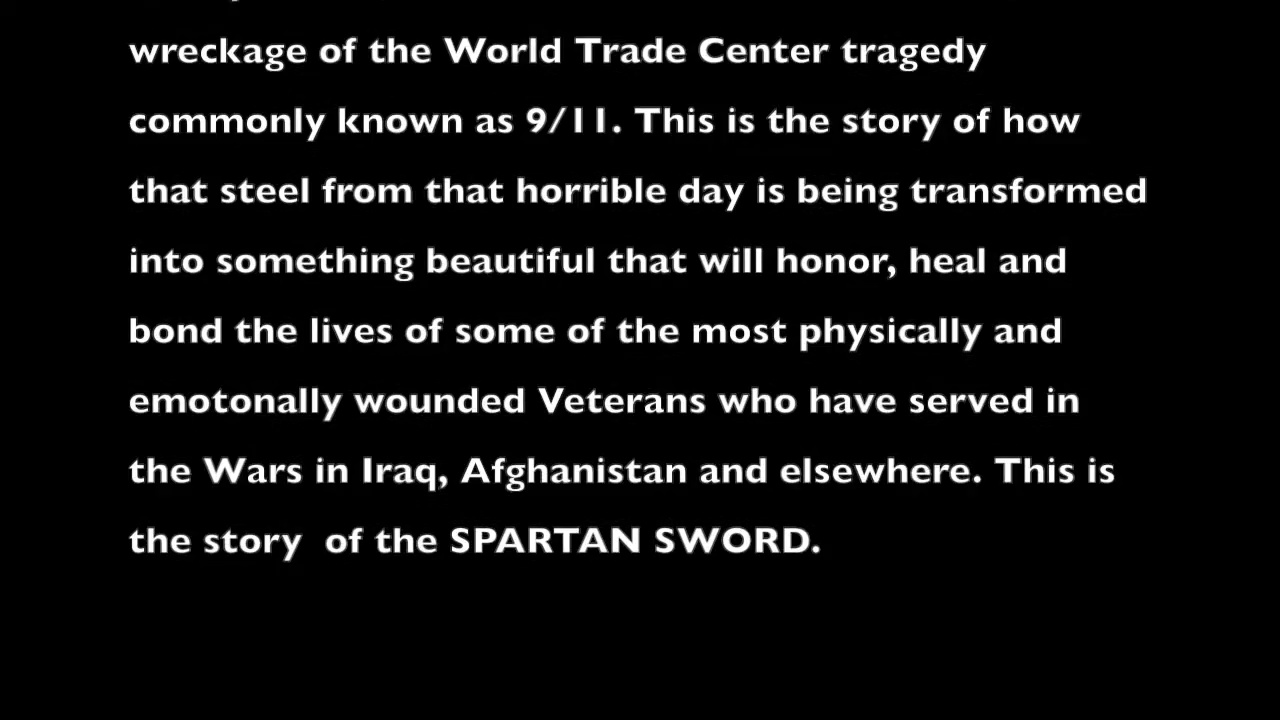 wreckage of the World Trade Center tragedy
commonly known as 9/11. This is the story of how
that steel from that horrible day is being transformed
into something beautiful that will honor, heal and
bond the lives of some of the most physically and
emotonally wounded Veterans who have served in
the Wars in Iraq, Afghanistan and elsewhere. This is
the story  of the SPARTAN SWORD.